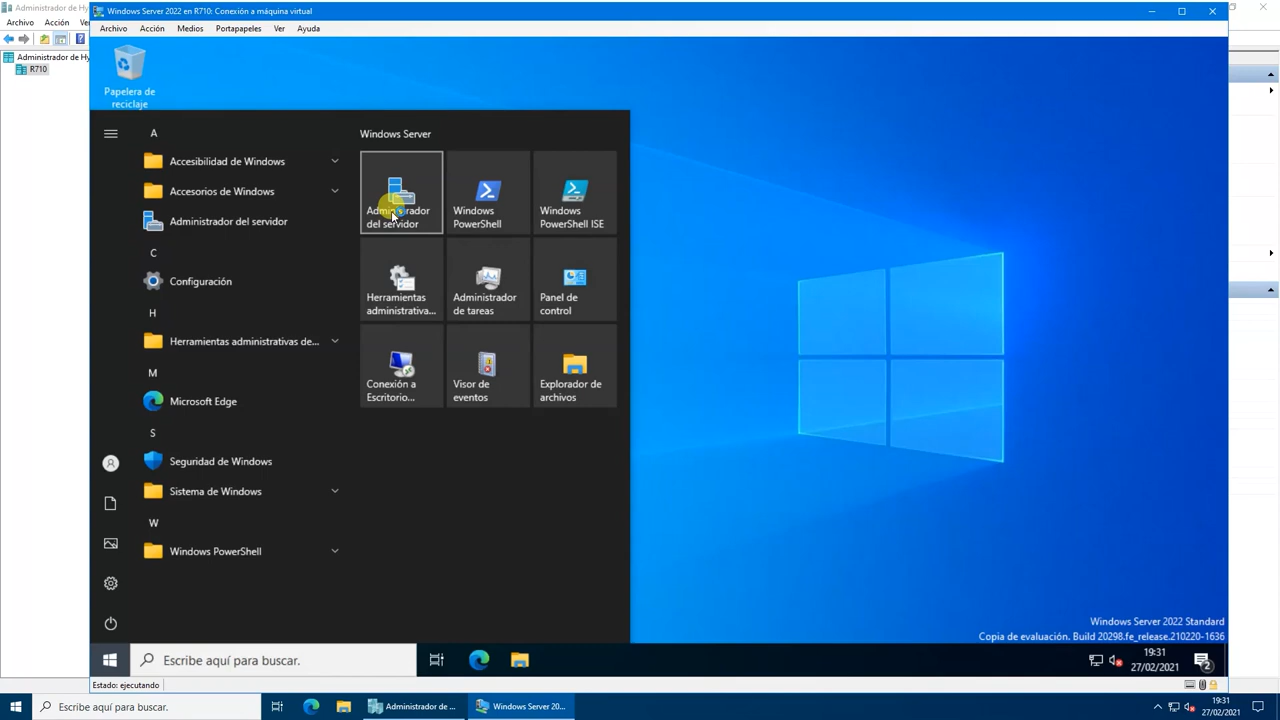 Windows Server 2022 en R710: Conexión a máquina virtual
Archivo Acción
Archivo Acción Medios Portapapeles Ver Ayuda
Administrador de Hy
R710
Papelera de
reciclaje
A
Accesibilidad de Windows
Accesorios de Windows
Administrador del servidor
C
Configuración
H
Herramientas administrativas de...
M
Microsoft Edge
S
Seguridad de Windows
Sistema de Windows
W
Windows PowerShell
Windows Server
Administrador
del servidor
Windows
PowerShell
Windows
PowerShell ISE
Herramientas
administrativa...
Administrador
de tareas
Panel de
control
Conexión a
Escritorio...
Visor de
eventos
Explorador de
archivos
Windows Server 2022 Standard
Copia de evaluación. Build 20298.fe_release.210220-1636
Escribe aquí para buscar.
19:31
27/02/2021
2
Estado: ejecutando
Escribe aquí para buscar.
Administrador de ...
Windows Server 20...
19:31
27/02/2021